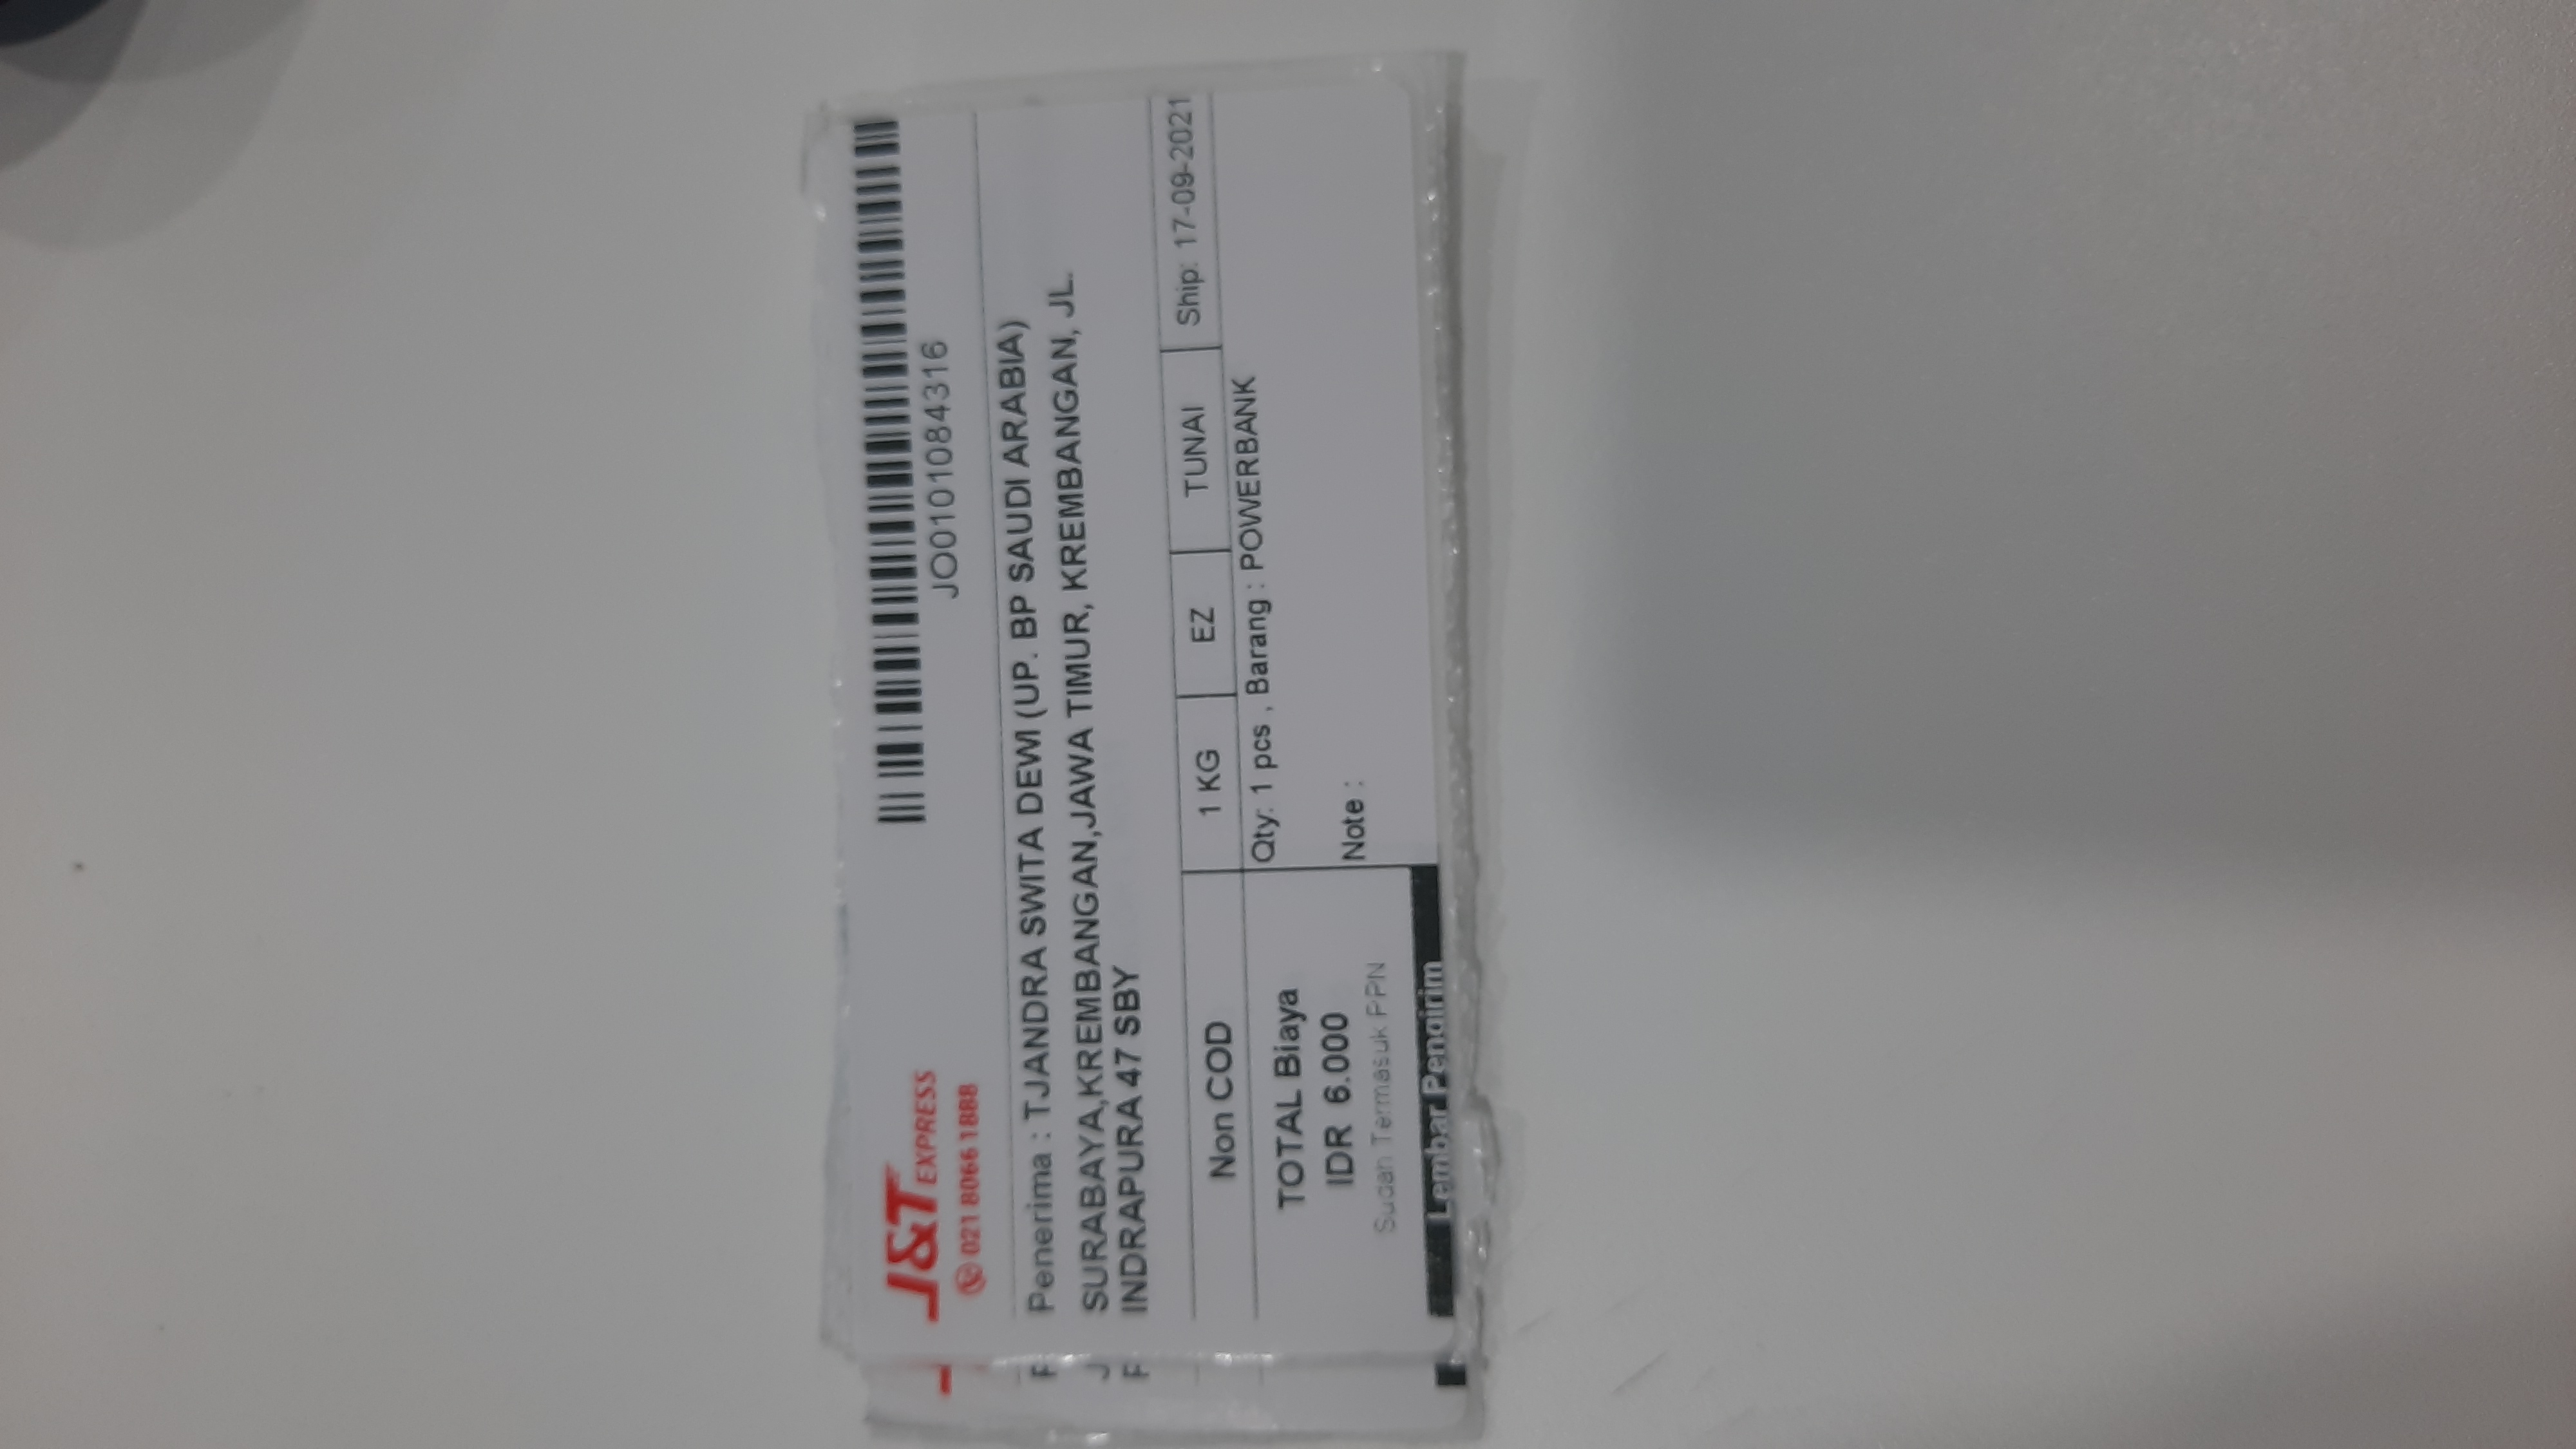 J&T EXPRESS
021 8066 1888
JO0101084316
Penerima : TJANDRA SWITA DEWI (UP. BP SAUDI ARABIA)
SURABAYA,KREMBANGAN,JAWA TIMUR, KREMBANGAN, JL.
INDRAPURA 47 SBY
Non COD
1 KG
EZ
TUNAI
Ship: 17-09-2021
TOTAL Biaya
IDR 6.000
Sudah Termasuk PPN
Qty: 1 pcs , Barang : POWERBANK
Note :
Lembar Pengirim